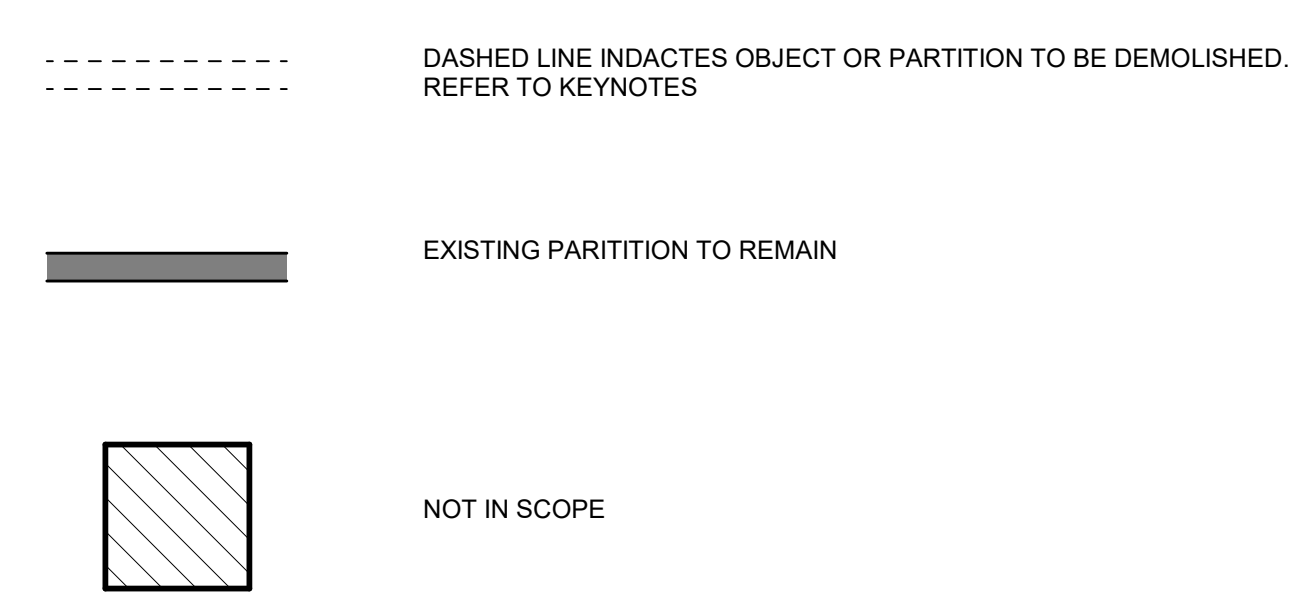 DASHED LINE INDACTES OBJECT OR PARTITION TO BE DEMOLISHED.
REFER TO KEYNOTES
EXISTING PARITITION TO REMAIN
NOT IN SCOPE